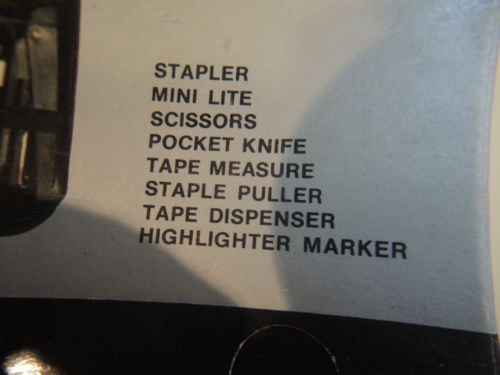 STAPLER
MINI LITE
SCISSORS
POCKET KNIFE
TAPE MEASURE
STAPLE PULLER
TAPE DISPENSER
HIGHLIGHTER MARKER